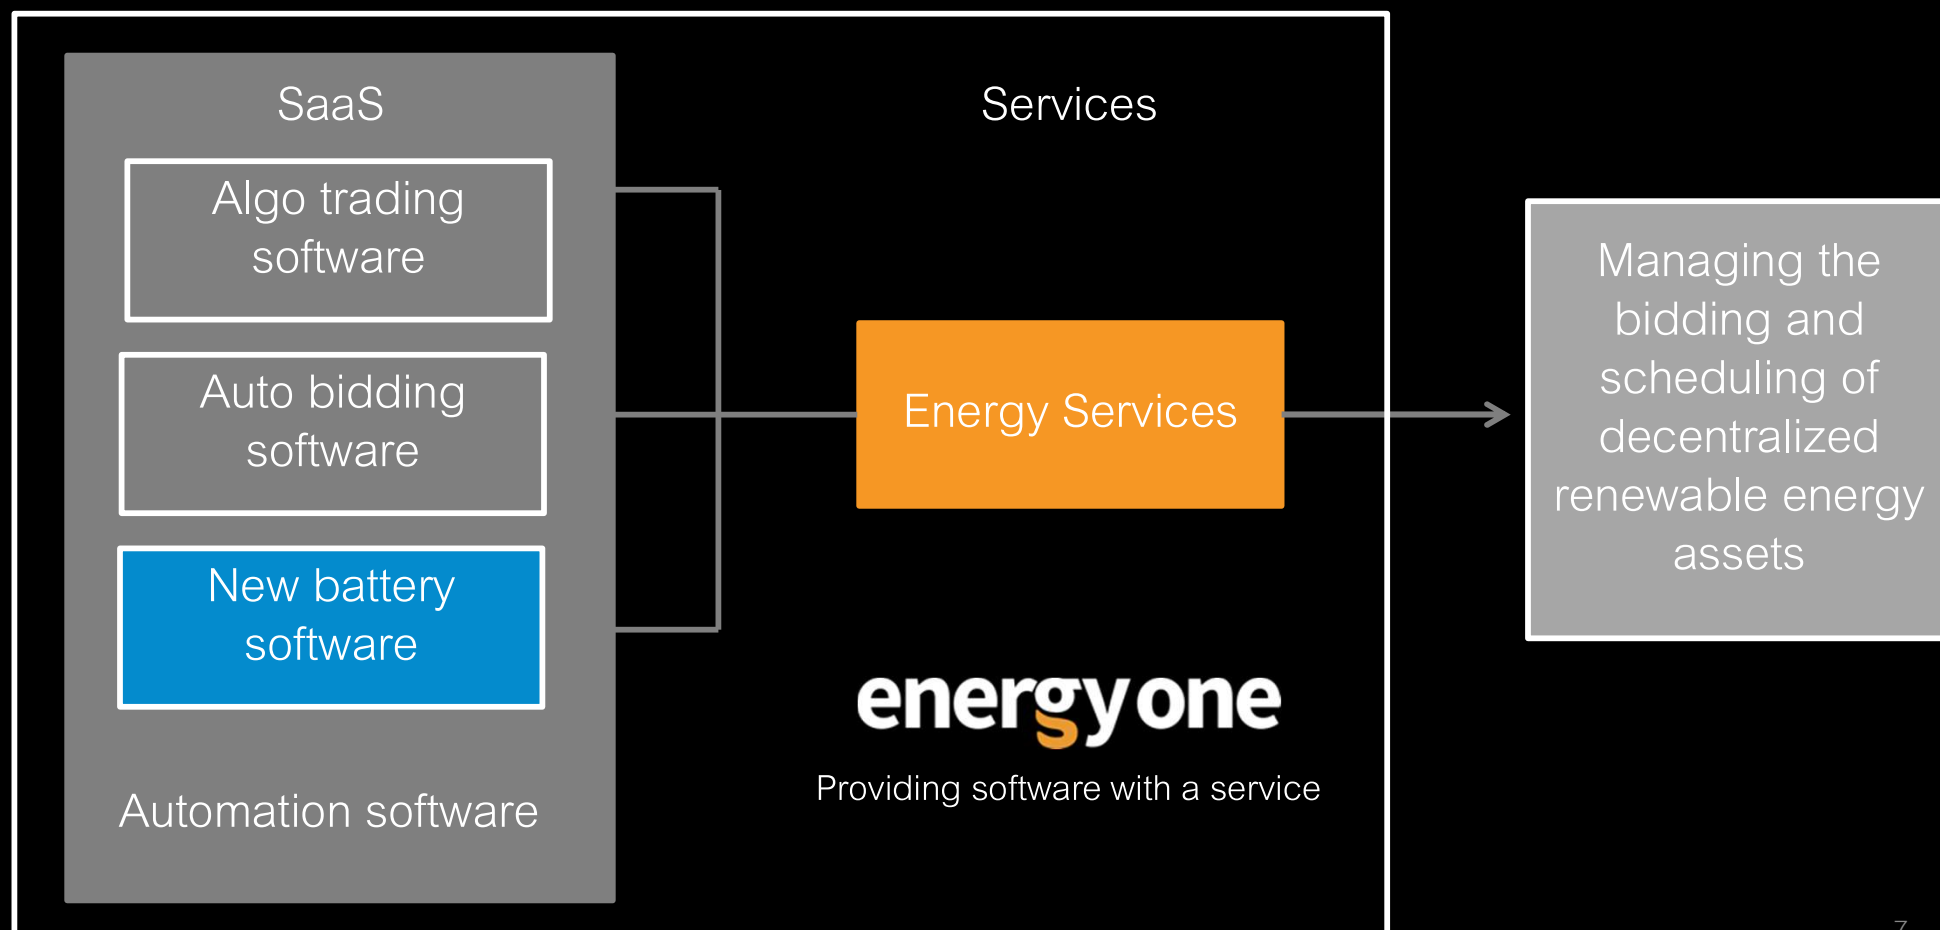 SaaS
Algo trading
software
Auto bidding
software
New battery
software
Automation software
Services
Energy Services
energyone
Providing software with a service
Managing the
bidding and
scheduling of
decentralized
renewable energy
assets
7